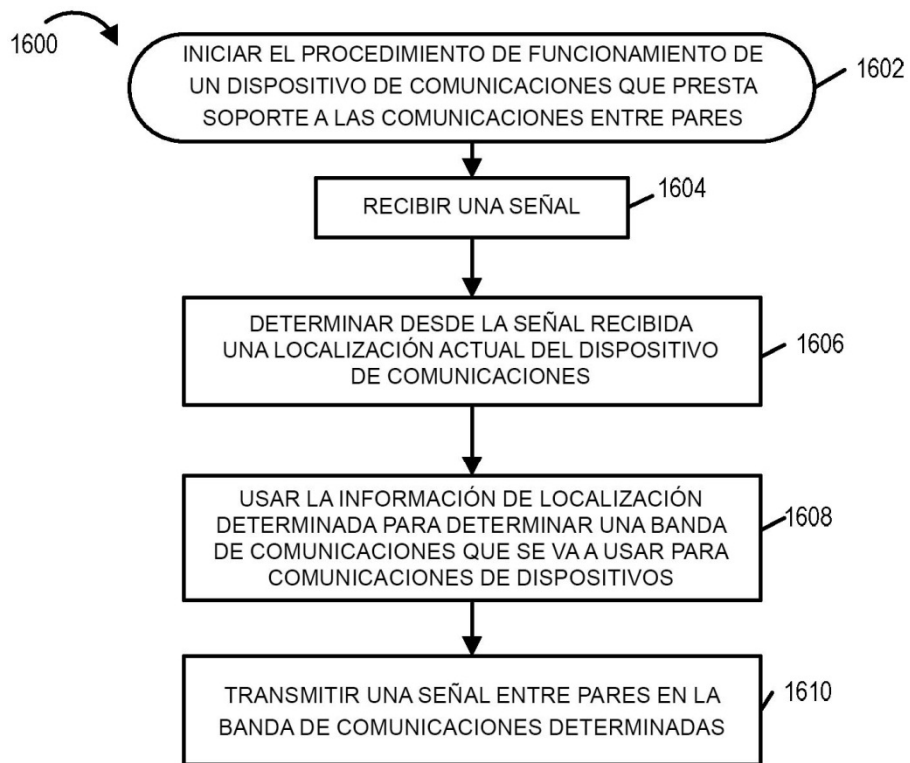 1600
INICIAR EL PROCEDIMIENTO DE FUNCIONAMIENTO DE
UN DISPOSITIVO DE COMUNICACIONES QUE PRESTA
SOPORTE A LAS COMUNICACIONES ENTRE PARES
1602
RECIBIR UNA SEÑAL
1604
DETERMINAR DESDE LA SEÑAL RECIBIDA
UNA LOCALIZACIÓN ACTUAL DEL DISPOSITIVO
DE COMUNICACIONES
1606
USAR LA INFORMACIÓN DE LOCALIZACIÓN
DETERMINADA PARA DETERMINAR UNA BANDA
DE COMUNICACIONES QUE SE VA A USAR PARA
COMUNICACIONES DE DISPOSITIVOS
1608
TRANSMITIR UNA SEÑAL ENTRE PARES EN LA
BANDA DE COMUNICACIONES DETERMINADAS
1610